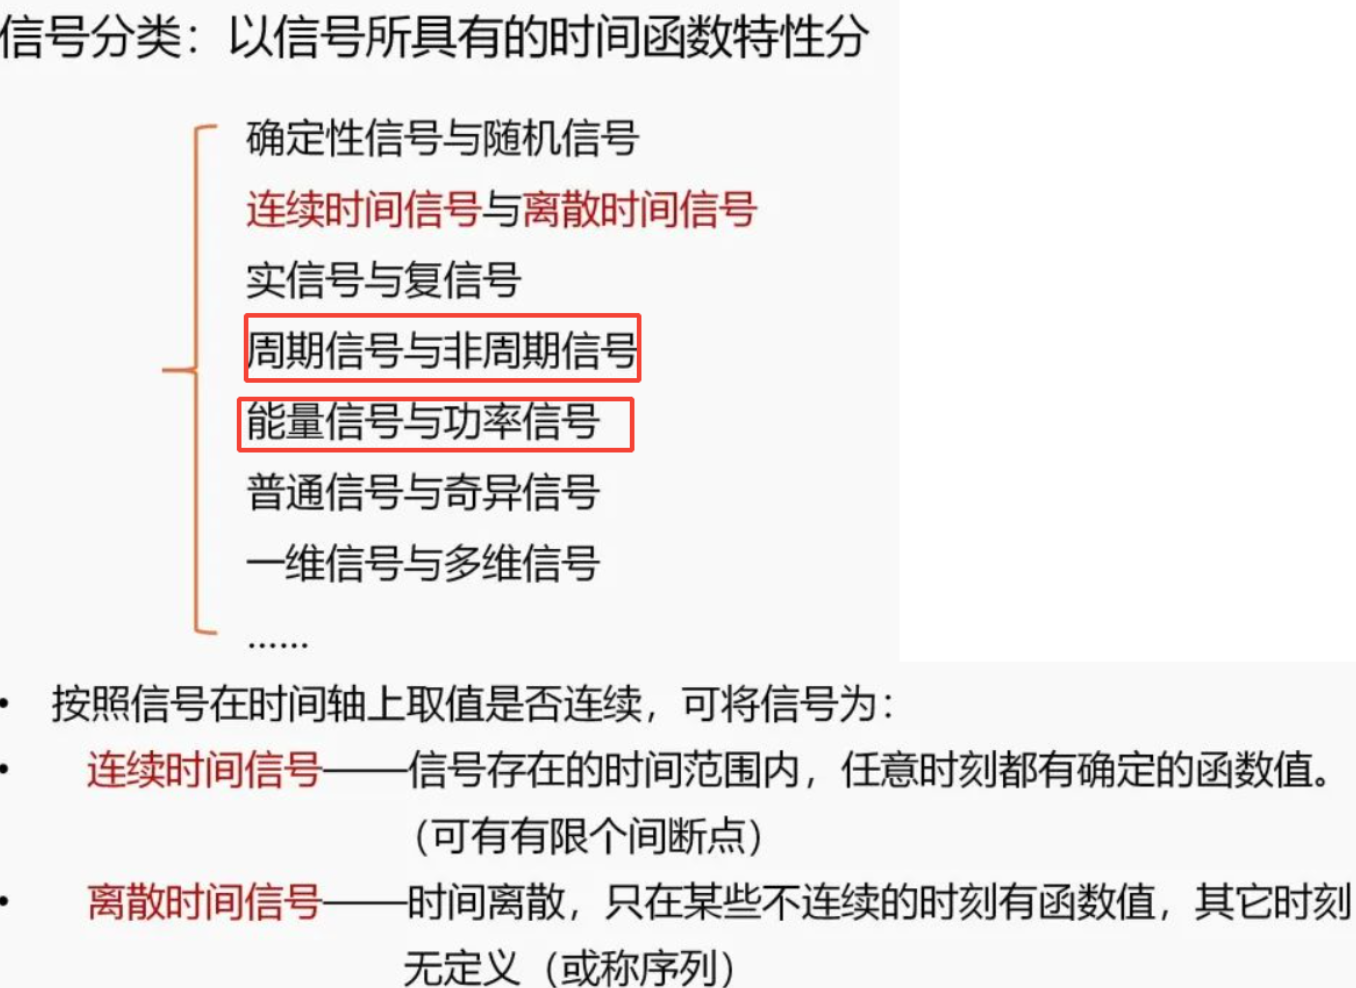 信号分类：以信号所具有的时间函数特性分
确定性信号与随机信号
连续时间信号与离散时间信号
实信号与复信号
周期信号与非周期信号
能量信号与功率信号
普通信号与奇异信号
一维信号与多维信号
......
• 按照信号在时间轴上取值是否连续，可将信号为：
• 连续时间信号——信号存在的时间范围内，任意时刻都有确定的函数值。
（可有有限个间断点）
• 离散时间信号——时间离散，只在某些不连续的时刻有函数值，其它时刻
无定义（或称序列）